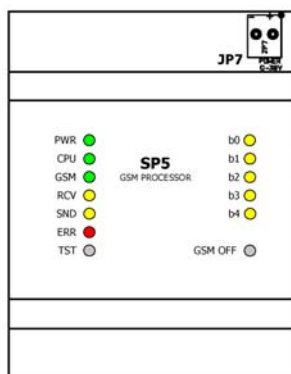 - +
JP7
JP7
POWER
PWR
CPU
GSM
RCV
SND
ERR
TST
SP5
GSM PROCESSOR
b0
b1
b2
b3
b4
GSM OFF